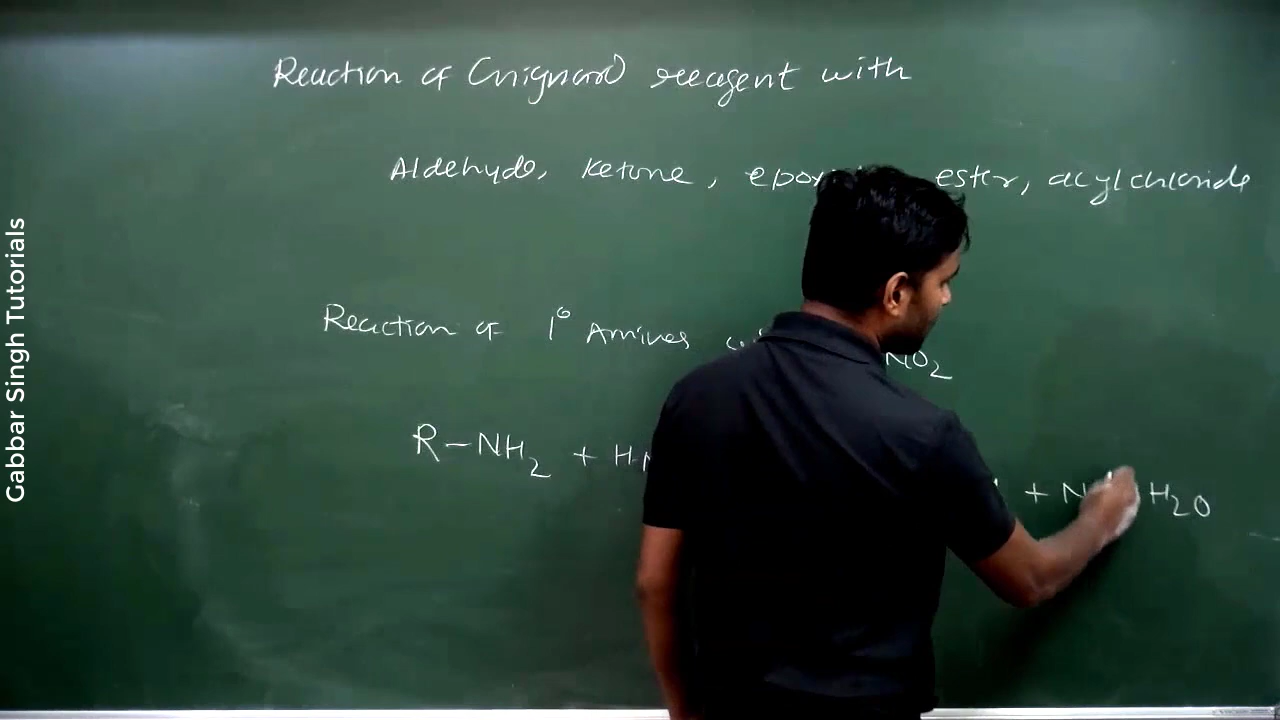 Gabbar Singh Tutorials
Reaction of Grignard reagent with
Aldehyde, ketone, ester, acylchloride
Reaction of 1° Amines NO2
R-NH2 + + H2O